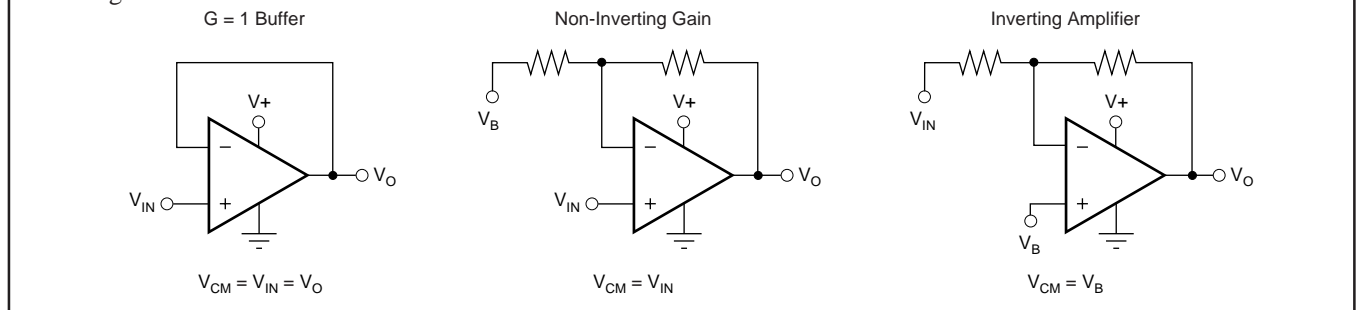 G = 1 Buffer
V+
−
+
V_IN
V_O
V_CM = V_IN = V_O
Non-Inverting Gain
V_B
V+
−
+
V_IN
V_O
V_CM = V_IN
Inverting Amplifier
V_IN
V+
−
+
V_B
V_O
V_CM = V_B